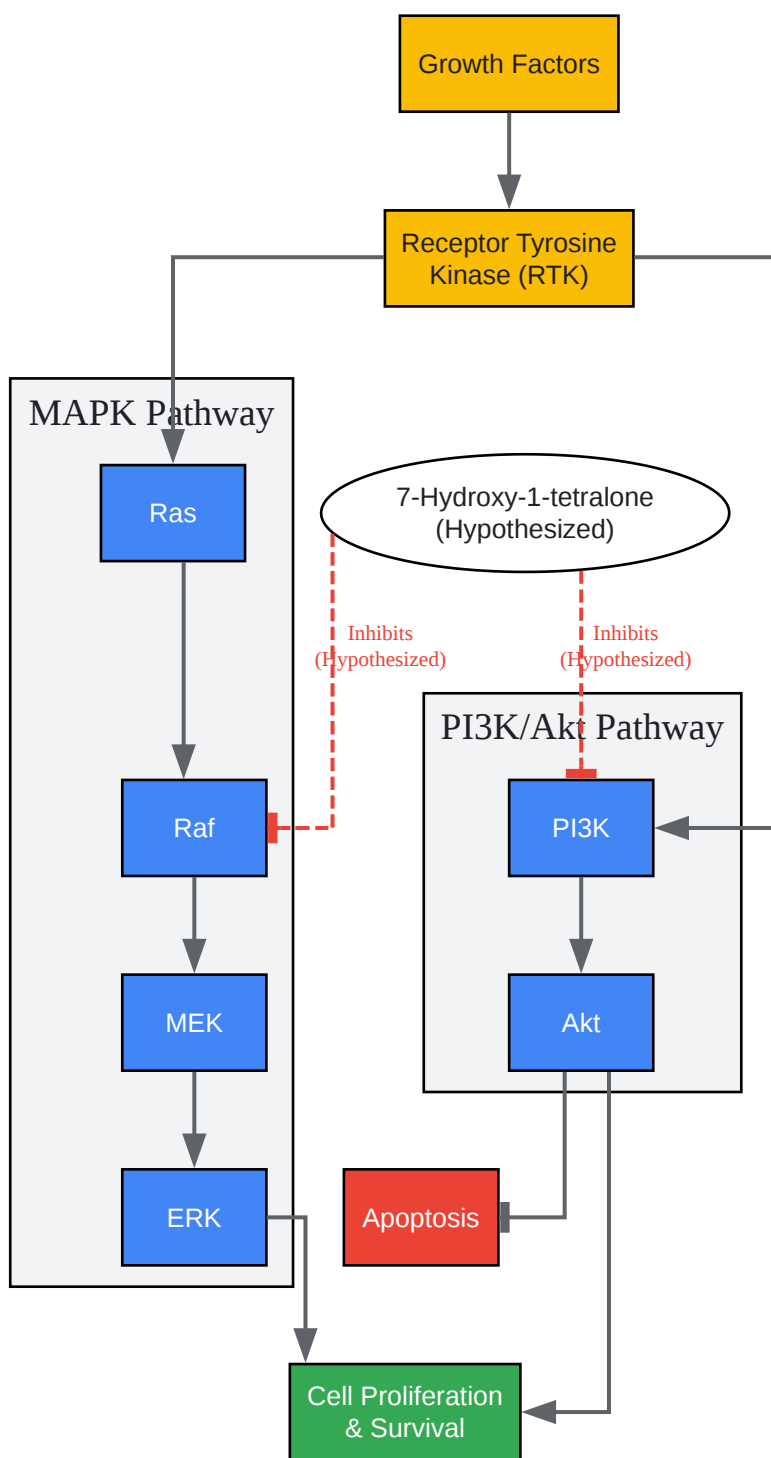 Growth Factors
Receptor Tyrosine
Kinase (RTK)
MAPK Pathway
Ras
7-Hydroxy-1-tetralone
(Hypothesized)
Inhibits
(Hypothesized)
Inhibits
(Hypothesized)
PI3K/Akt Pathway
Raf
PI3K
MEK
Akt
ERK
Apoptosis
Cell Proliferation
& Survival